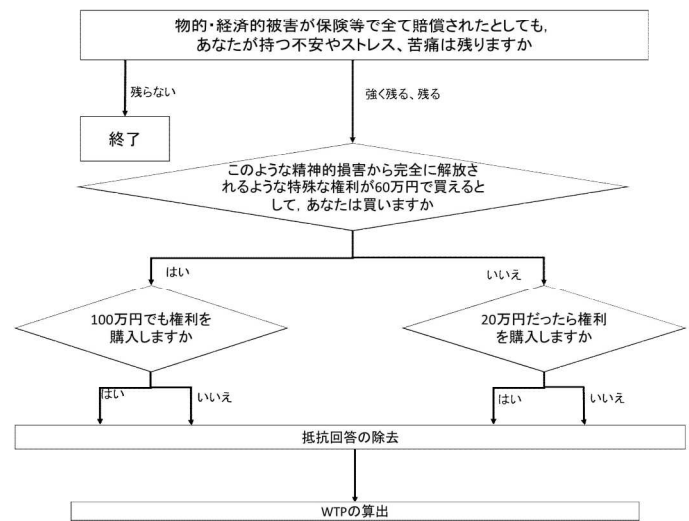 物的・経済的被害が保険等で全て賠償されたとしても,
あなたが持つ不安やストレス、苦痛は残りますか
残らない
強く残る、残る
終了
このような精神的損害から完全に解放さ
れるような特殊な権利が60万円で買えると
して, あなたは買いますか
はい
いいえ
100万円でも権利を
購入しますか
20万円だったら権利
を購入しますか
はい
いいえ
はい
いいえ
抵抗回答の除去
WTPの算出